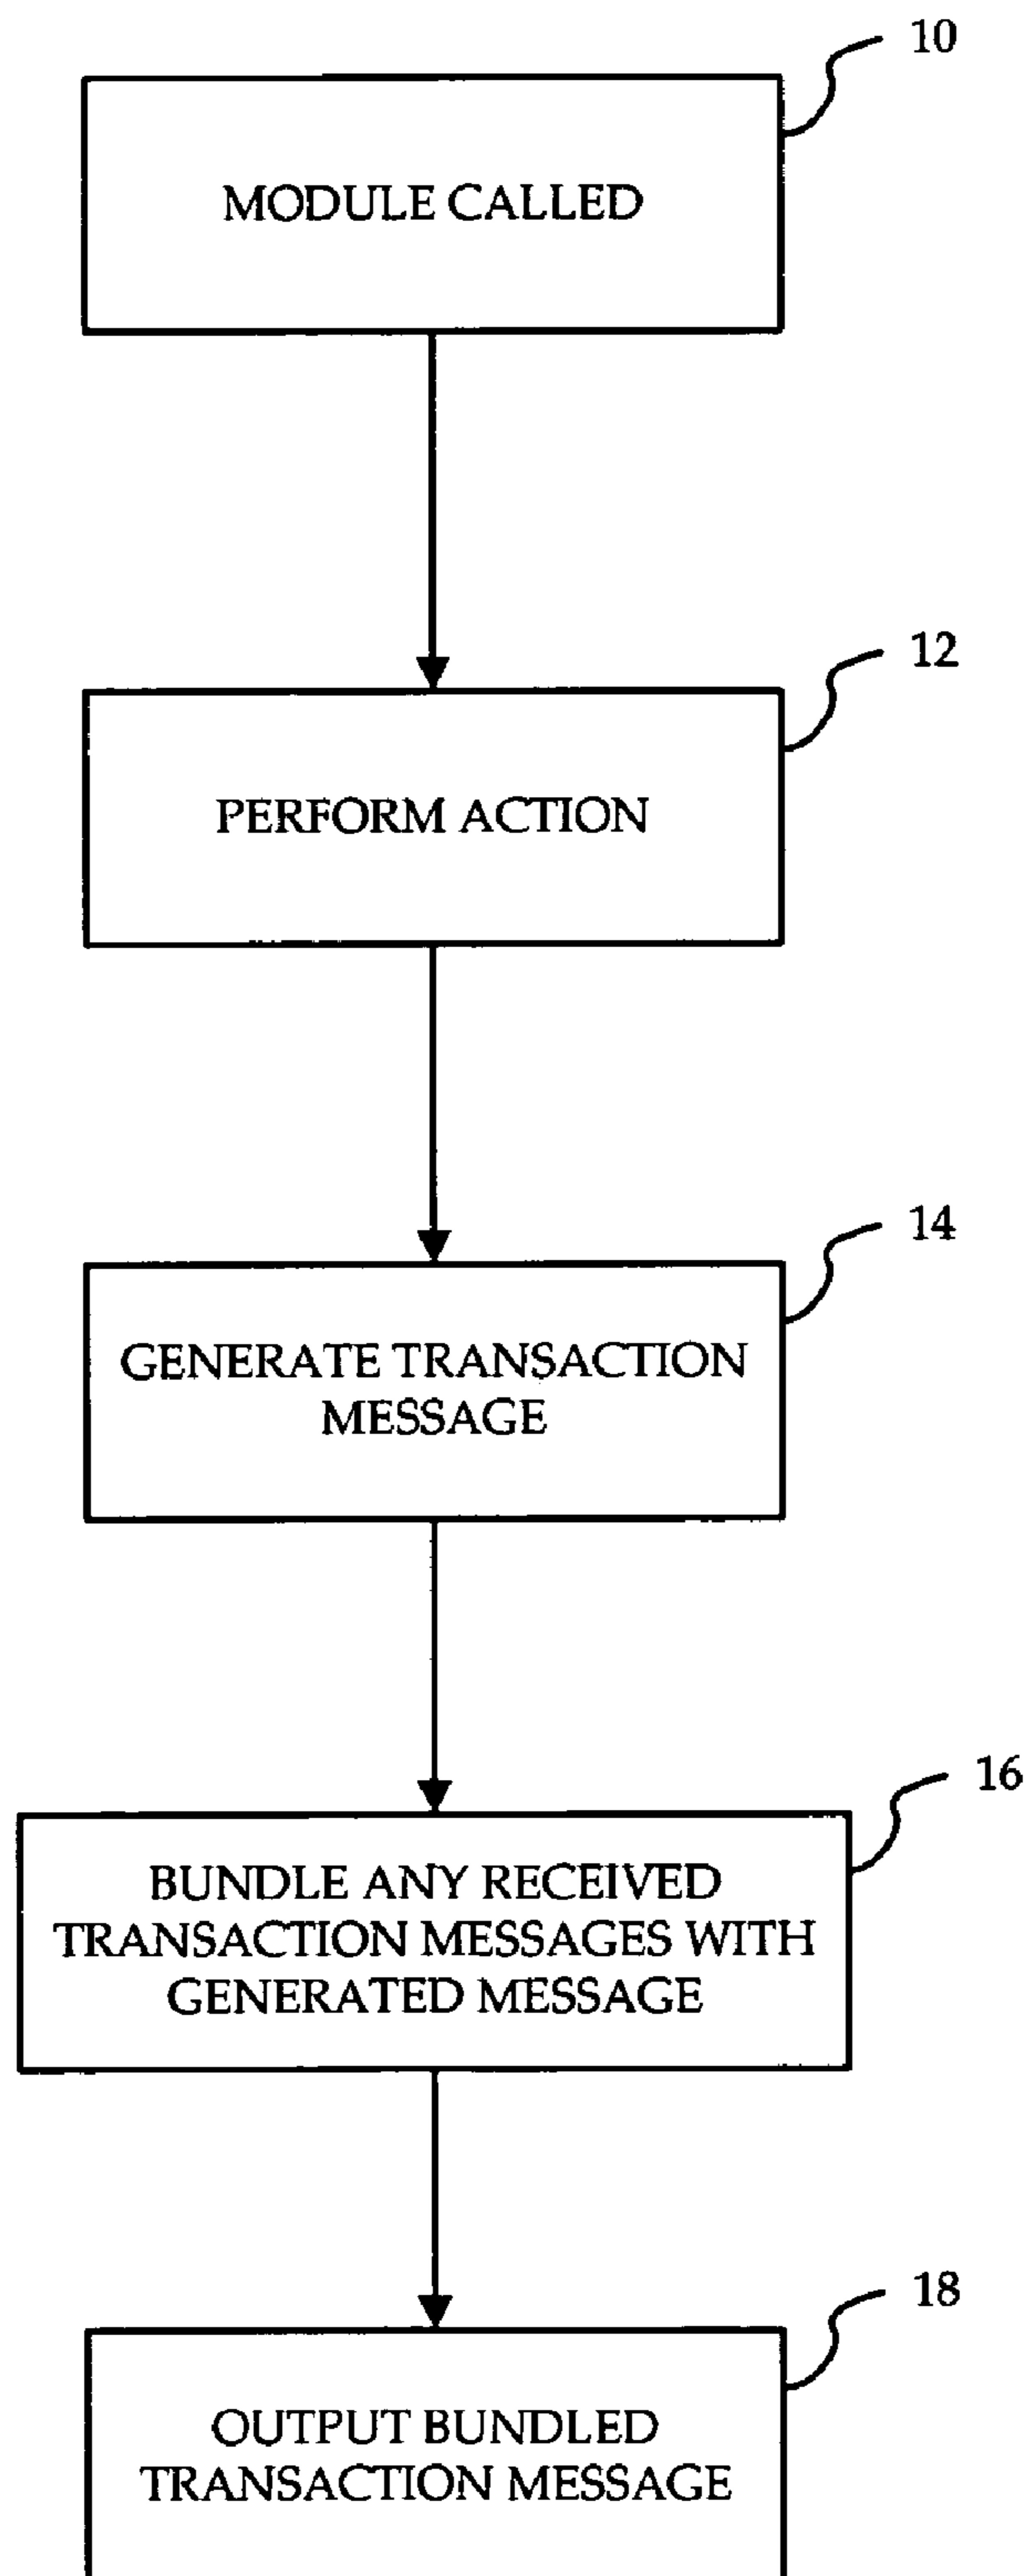 10
MODULE CALLED
12
PERFORM ACTION
14
GENERATE TRANSACTION
MESSAGE
16
BUNDLE ANY RECEIVED
TRANSACTION MESSAGES WITH
GENERATED MESSAGE
18
OUTPUT BUNDLED
TRANSACTION MESSAGE